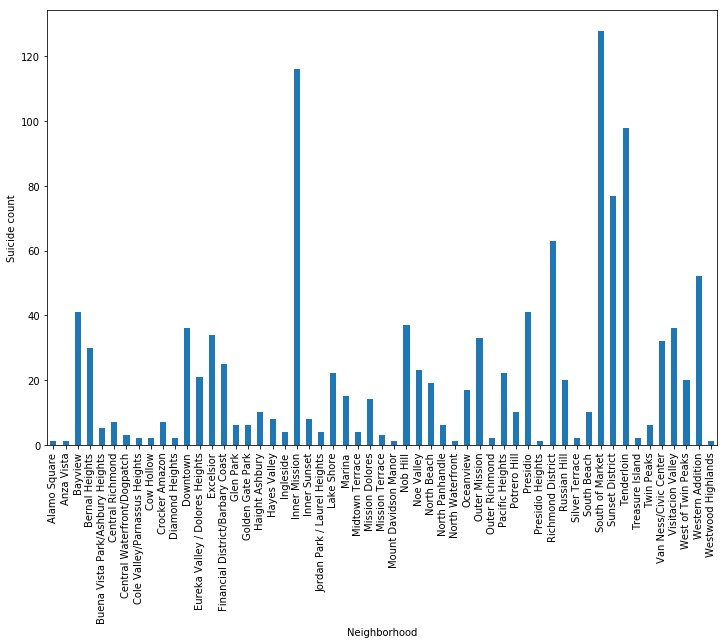 120
100
80
60
40
20
0
Suicide count
Alamo Square
Anza Vista
Bayview
Bernal Heights
Buena Vista Park/Ashbury Heights
Central Richmond
Central Waterfront/Dogpatch
Cole Valley/Parnassus Heights
Cow Hollow
Crocker Amazon
Diamond Heights
Downtown
Eureka Valley / Dolores Heights
Excelsior
Financial District/Barbary Coast
Glen Park
Golden Gate Park
Haight Ashbury
Hayes Valley
Ingleside
Inner Mission
Inner Sunset
Jordan Park / Laurel Heights
Lake Shore
Marina
Midtown Terrace
Mission Dolores
Mission Terrace
Mount Davidson Manor
Nob Hill
Noe Valley
North Beach
North Panhandle
North Waterfront
Oceanview
Outer Mission
Outer Richmond
Pacific Heights
Potrero Hill
Presidio
Presidio Heights
Richmond District
Russian Hill
Silver Terrace
South Beach
South of Market
Sunset District
Tenderloin
Treasure Island
Twin Peaks
Van Ness/Civic Center
Visitacion Valley
West of Twin Peaks
Western Addition
Westwood Highlands
Neighborhood